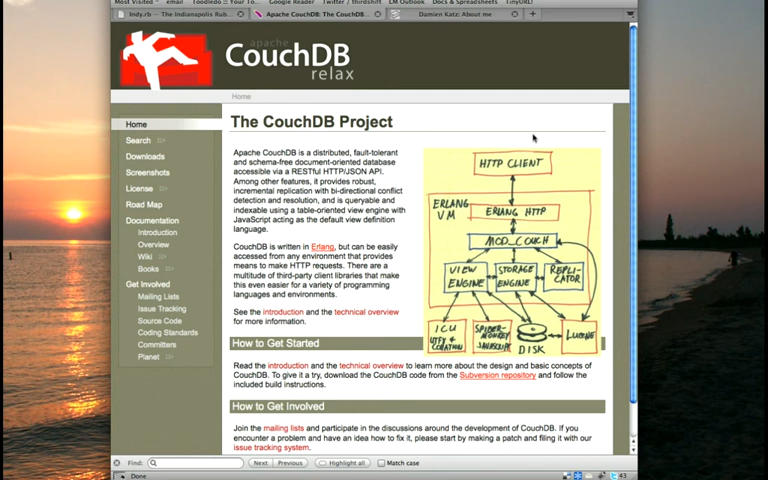 Most Visited
email
Google Reader
Twitter / thirdshift
LM Outlook
Docs & Spreadsheets
TinyURL!
Indy.rb — The Indianapolis Rub...
Apache CouchDB: The CouchDB...
Damien Katz: About me
apache
CouchDB
relax
Home
Home
Search
Downloads
Screenshots
License
Road Map
Documentation
Introduction
Overview
Wiki
Books
Get Involved
Mailing Lists
Issue Tracking
Source Code
Coding Standards
Committers
Planet
The CouchDB Project
Apache CouchDB is a distributed, fault-tolerant
and schema-free document-oriented database
accessible via a RESTful HTTP/JSON API.
Among other features, it provides robust,
incremental replication with bi-directional conflict
detection and resolution, and is queryable and
indexable using a table-oriented view engine with
JavaScript acting as the default view definition
language.
CouchDB is written in Erlang, but can be easily
accessed from any environment that provides
means to make HTTP requests. There are a
multitude of third-party client libraries that make
this even easier for a variety of programming
languages and environments.
See the introduction and the technical overview
for more information.
HTTP CLIENT
ERLANG
VM
ERLANG HTTP
MOD_COUCH
VIEW
ENGINE
STORAGE
ENGINE
REPLI-
CATOR
ICU
SPIDER-
MONKEY
JAVASCRIPT
DISK
LUCENE
How to Get Started
Read the introduction and the technical overview to learn more about the design and basic concepts of
CouchDB. To give it a try, download the CouchDB code from the Subversion repository and follow the
included build instructions.
How to Get Involved
Join the mailing lists and participate in the discussions around the development of CouchDB. If you
encounter a problem and have an idea how to fix it, please start by making a patch and filing it with our
issue tracking system.
Find:
Next
Previous
Highlight all
Match case
Done
43